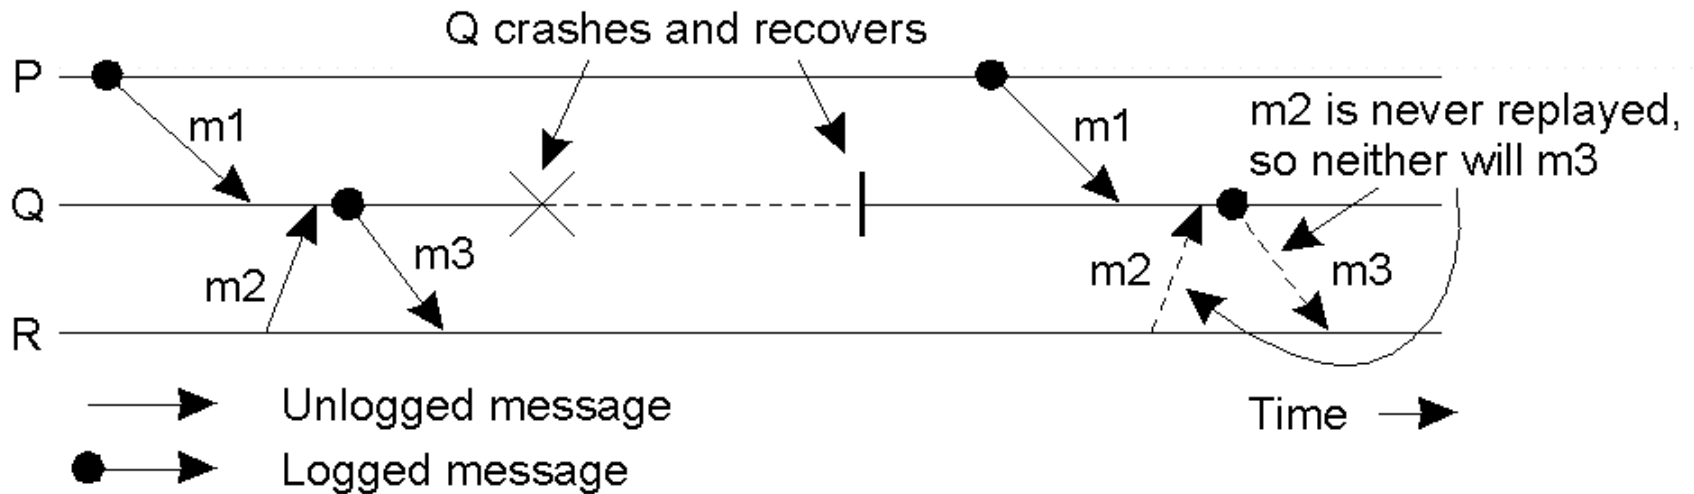 Q crashes and recovers
P
m1
m1
m2 is never replayed,
so neither will m3
Q
m2
m3
m2
m3
R
Unlogged message
Time
Logged message